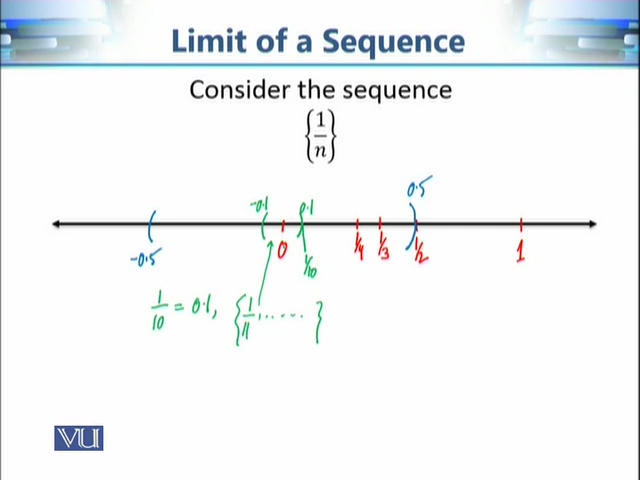 Limit of a Sequence
Consider the sequence
{1/n}
-0.5 ( -0.1 ( 0 0.1 ) 1/10 1/4 1/3 0.5 ) 1/2 1
1/10 = 0.1, {1/11, ..... }
VU